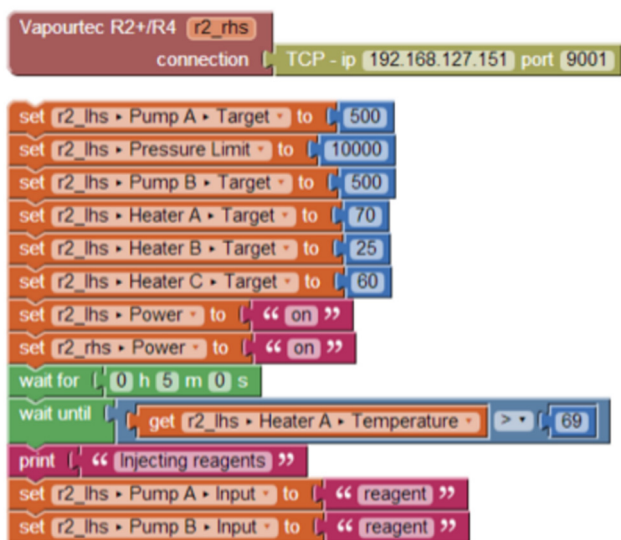 Vapourtec R2+/R4 r2_rhs
connection TCP - ip 192.168.127.151 port 9001
set r2_lhs ▸ Pump A ▸ Target ▾ to 500
set r2_lhs ▸ Pressure Limit ▾ to 10000
set r2_lhs ▸ Pump B ▸ Target ▾ to 500
set r2_lhs ▸ Heater A ▸ Target ▾ to 70
set r2_lhs ▸ Heater B ▸ Target ▾ to 25
set r2_lhs ▸ Heater C ▸ Target ▾ to 60
set r2_lhs ▸ Power ▾ to “ on ”
set r2_rhs ▸ Power ▾ to “ on ”
wait for 0 h 5 m 0 s
wait until get r2_lhs ▸ Heater A ▸ Temperature ▾ > ▾ 69
print “ Injecting reagents ”
set r2_lhs ▸ Pump A ▸ Input ▾ to “ reagent ”
set r2_lhs ▸ Pump B ▸ Input ▾ to “ reagent ”